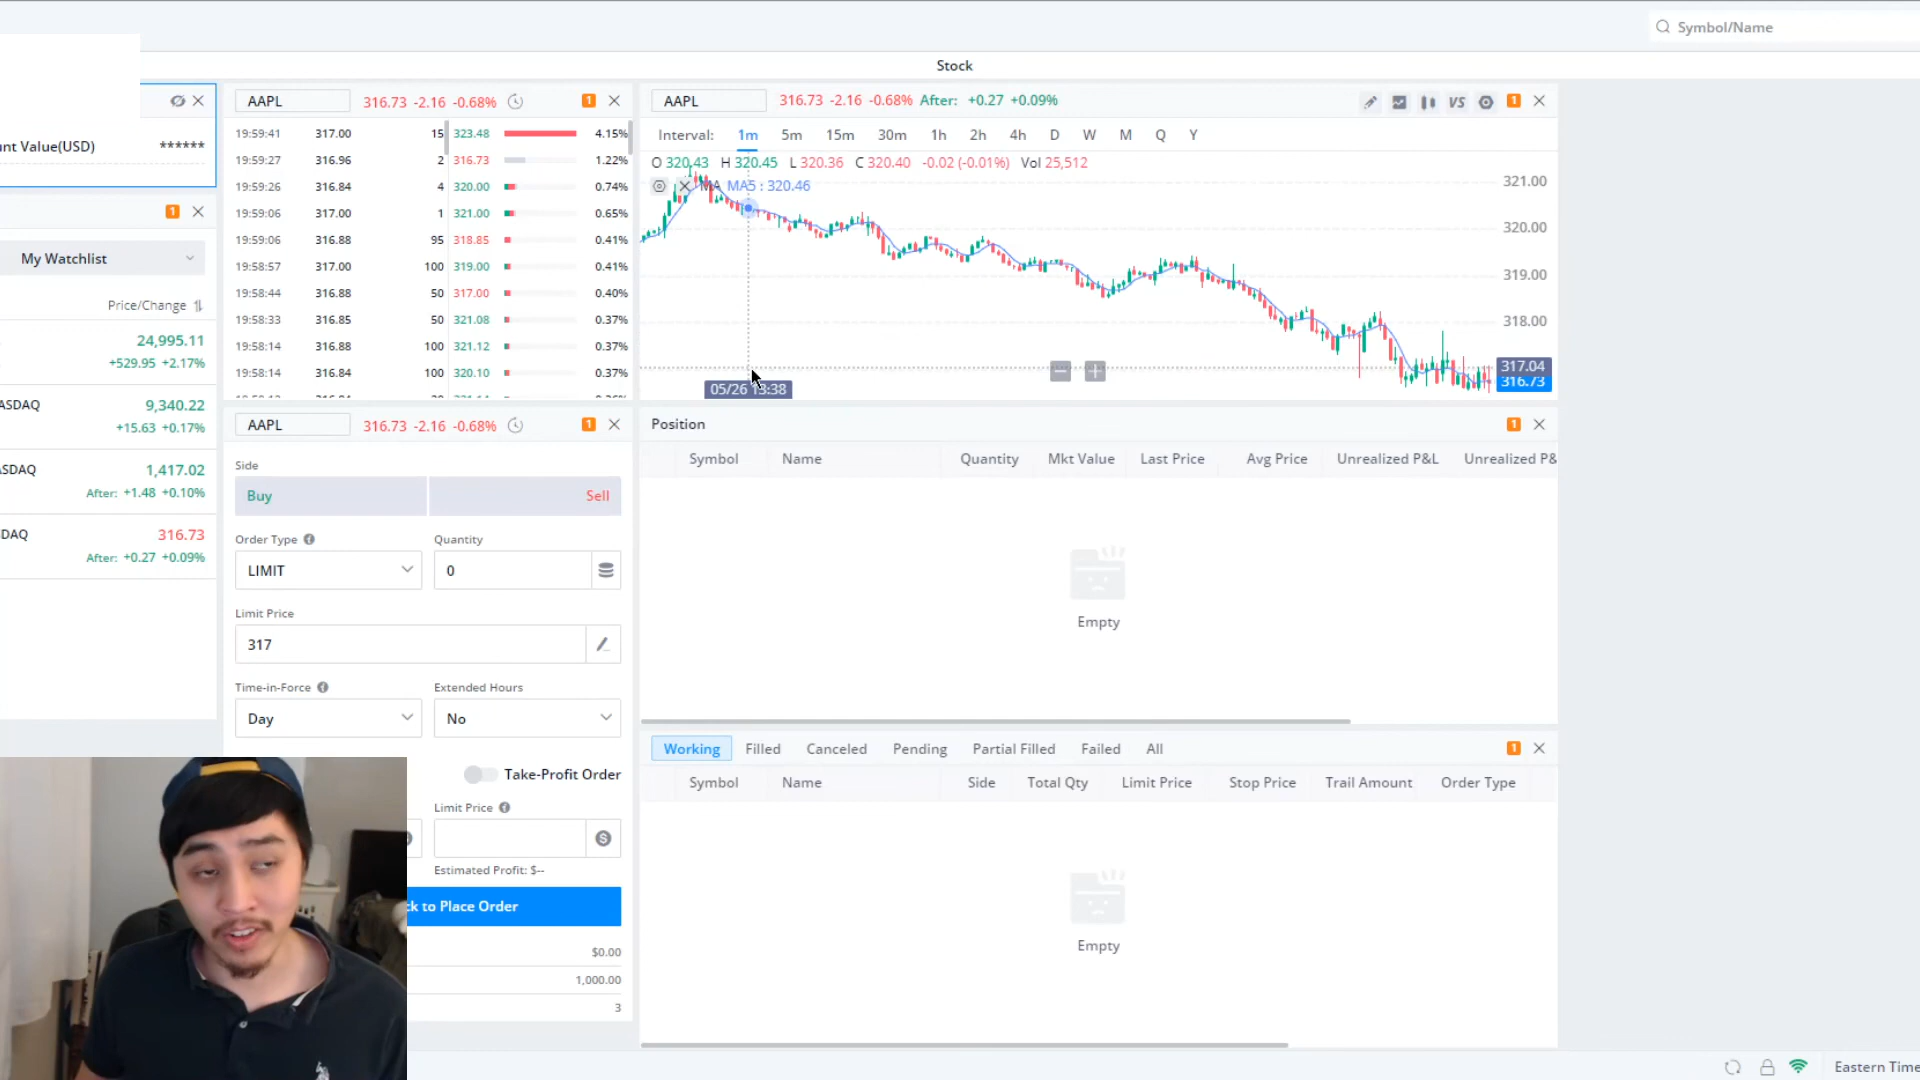 Symbol/Name
Stock
nt Value(USD) ******
1
My Watchlist
Price/Change
24,995.11
+529.95 +2.17%
ASDAQ 9,340.22
+15.63 +0.17%
SDAQ 1,417.02
After: +1.48 +0.10%
DAQ 316.73
After: +0.27 +0.09%
AAPL 316.73 -2.16 -0.68% 1
19:59:41 317.00 15 323.48 4.15%
19:59:27 316.96 2 316.73 1.22%
19:59:26 316.84 4 320.00 0.74%
19:59:06 317.00 1 321.00 0.65%
19:59:06 316.88 95 318.85 0.41%
19:58:57 317.00 100 319.00 0.41%
19:58:44 316.88 50 317.00 0.40%
19:58:33 316.85 50 321.08 0.37%
19:58:14 316.88 100 321.12 0.37%
19:58:14 316.84 100 320.10 0.37%
AAPL 316.73 -2.16 -0.68% After: +0.27 +0.09% VS 1
Interval: 1m 5m 15m 30m 1h 2h 4h D W M Q Y
O 320.43 H 320.45 L 320.36 C 320.40 -0.02 (-0.01%) Vol 25,512
MA MA5 : 320.46
321.00
320.00
319.00
318.00
317.04
316.73
05/26 13:38
AAPL 316.73 -2.16 -0.68% 1
Side
Buy Sell
Order Type Quantity
LIMIT 0
Limit Price
317
Time-in-Force Extended Hours
Day No
Take-Profit Order
Limit Price
Estimated Profit: $--
ck to Place Order
$0.00
1,000.00
3
Position 1
Symbol Name Quantity Mkt Value Last Price Avg Price Unrealized P&L Unrealized P&
Empty
Working Filled Canceled Pending Partial Filled Failed All 1
Symbol Name Side Total Qty Limit Price Stop Price Trail Amount Order Type
Empty
Eastern Time